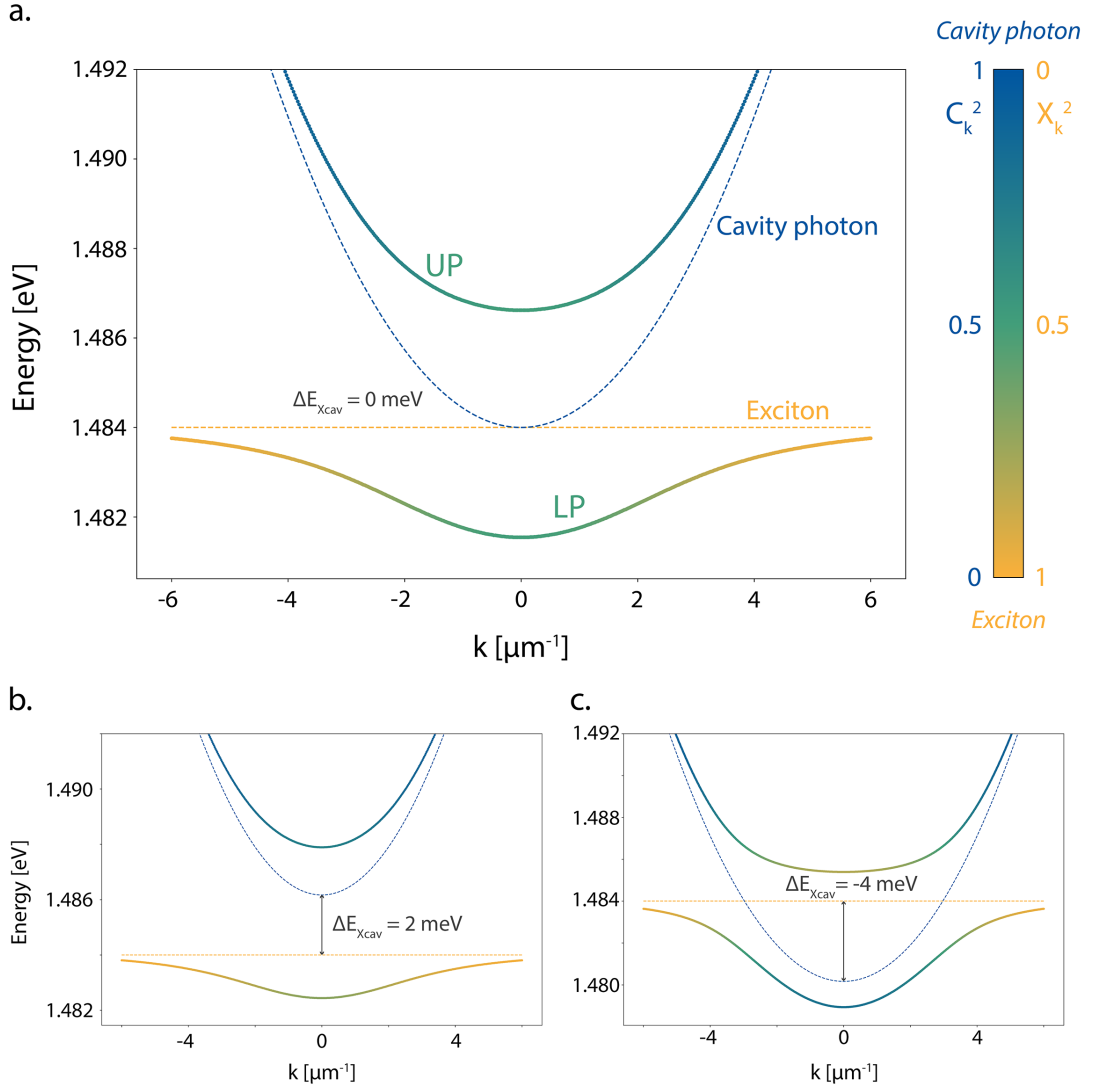 a.
Cavity photon
1 0
C_k^2 X_k^2
0.5 0.5
0 1
Exciton
1.492
1.490
1.488
1.486
1.484
1.482
Energy [eV]
UP
Cavity photon
ΔE_Xcav = 0 meV
Exciton
LP
-6 -4 -2 0 2 4 6
k [µm^-1]
b.
1.490
1.486
1.482
Energy [eV]
ΔE_Xcav = 2 meV
-4 0 4
k [µm^-1]
c.
1.492
1.488
1.484
1.480
ΔE_Xcav = -4 meV
-4 0 4
k [µm^-1]